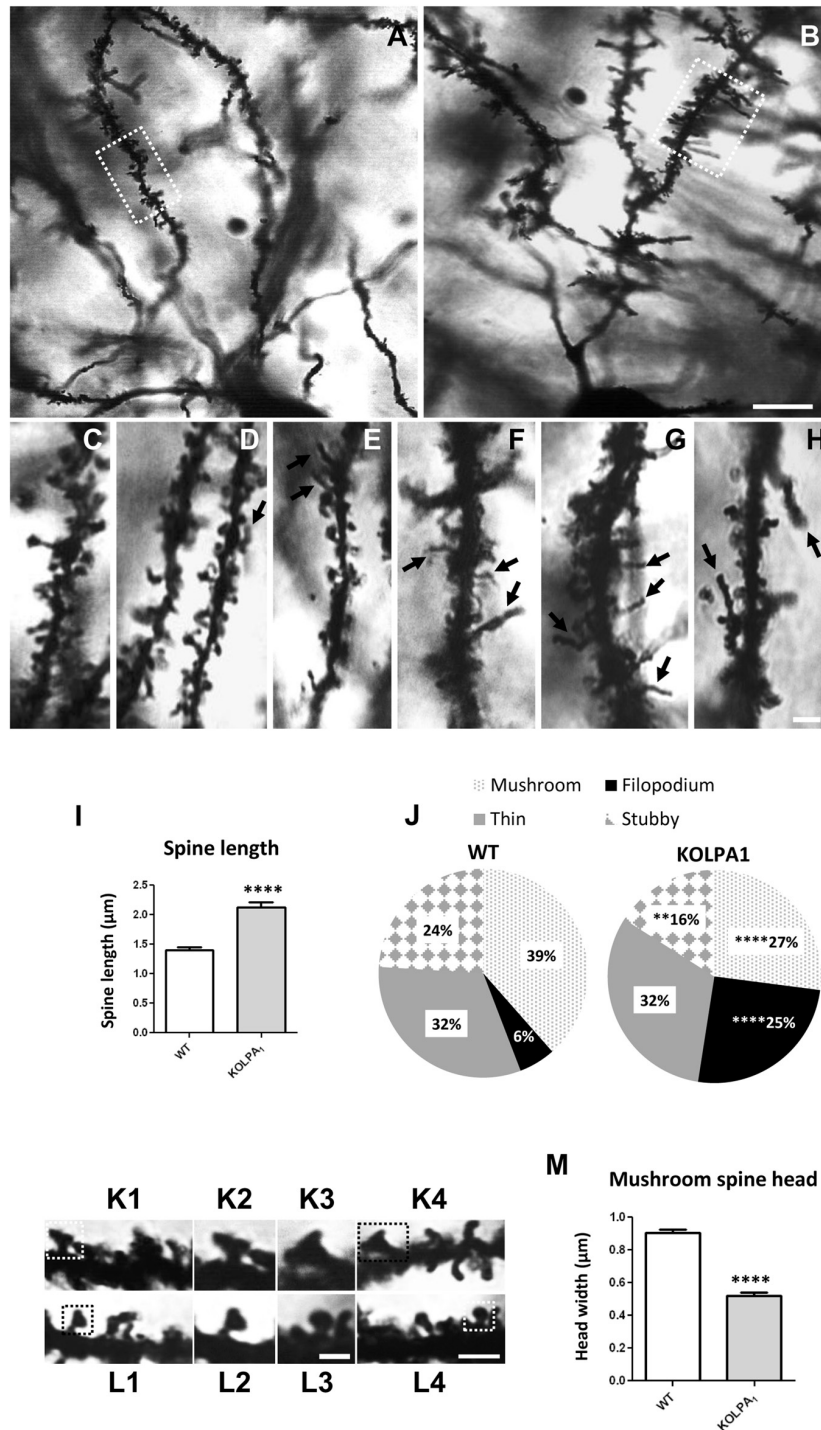 A
B
C
D
E
F
G
H
I
J
Mushroom
Filopodium
Thin
Stubby
Spine length
WT
KOLPA1
Spine length (μm)
2.5
2.0
1.5
1.0
0.5
0.0
****
WT
KOLPA₁
24%
39%
32%
6%
**16%
****27%
32%
****25%
K1
K2
K3
K4
L1
L2
L3
L4
M
Mushroom spine head
Head width (μm)
1.0
0.8
0.6
0.4
0.2
0.0
****
WT
KOLPA₁